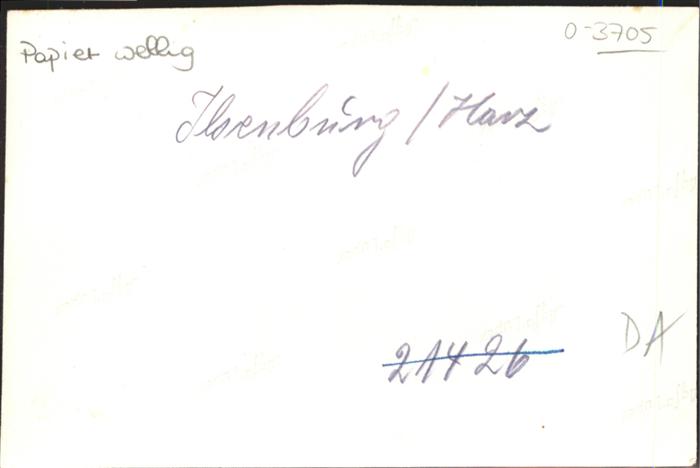 Papier wellig
0-3705
Ilsenburg / Harz
21426
DA